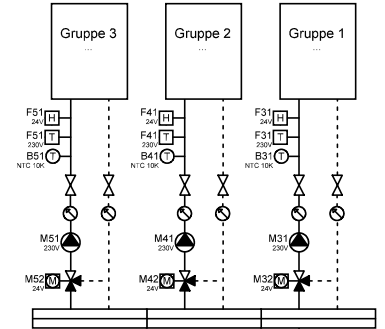 Gruppe 3
...
Gruppe 2
...
Gruppe 1
...
F51
24V
H
F41
24V
H
F31
24V
H
F51
230V
T
F41
230V
T
F31
230V
T
B51
NTC 10K
T
B41
NTC 10K
T
B31
NTC 10K
T
M51
230V
M41
230V
M31
230V
M52
24V
M
M42
24V
M
M32
24V
M